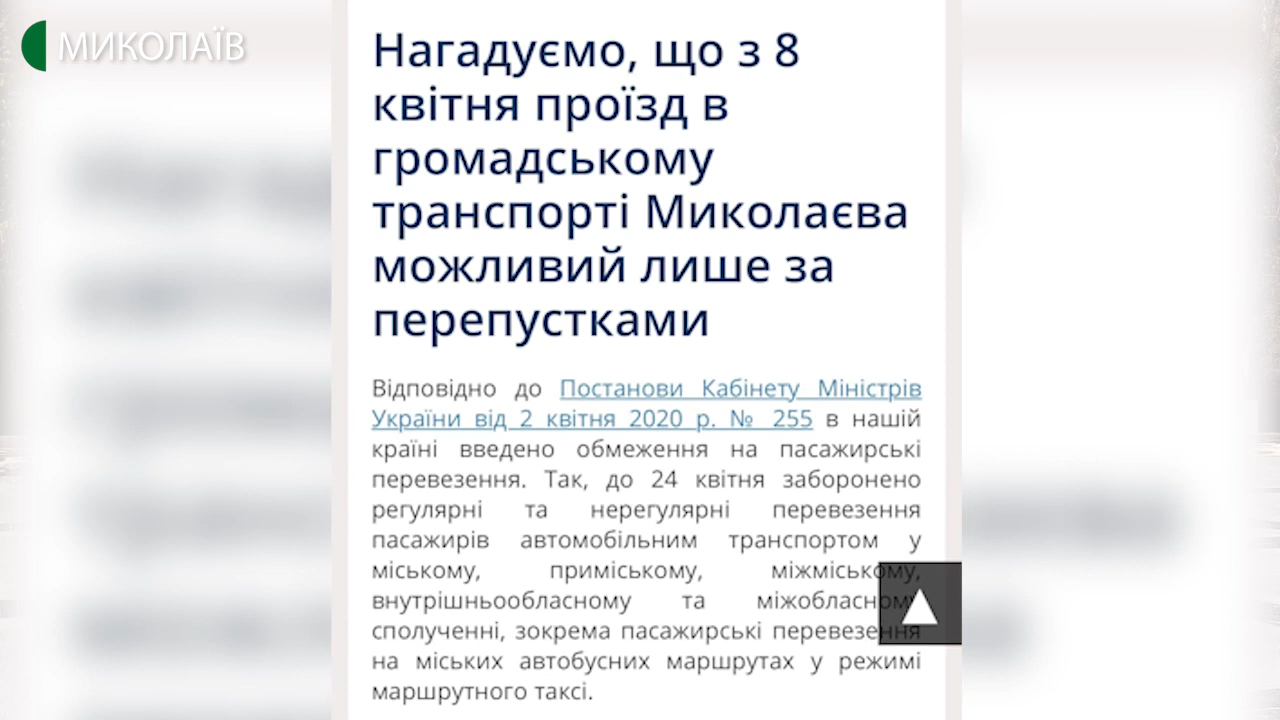 МИКОЛАЇВ
Нагадуємо, що з 8
квітня проїзд в
громадському
транспорті Миколаєва
можливий лише за
перепустками
Відповідно до Постанови Кабінету Міністрів
України від 2 квітня 2020 р. № 255 в нашій
країні введено обмеження на пасажирські
перевезення. Так, до 24 квітня заборонено
регулярні та нерегулярні перевезення
пасажирів автомобільним транспортом у
міському, приміському, міжміському,
внутрішньообласному та міжобласному
сполученні, зокрема пасажирські перевезення
на міських автобусних маршрутах у режимі
маршрутного таксі.